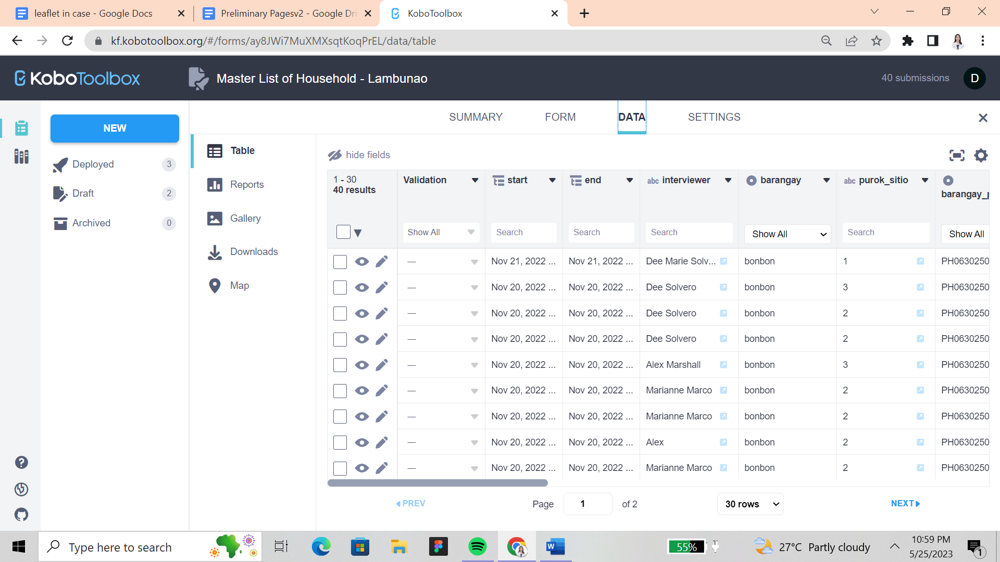 leaflet in case - Google Docs
Preliminary Pagesv2 - Google Dri
KoboToolbox
kf.kobotoolbox.org/#/forms/ay8JWi7MuXMXsqtKoqPrEL/data/table
KoboToolbox
Master List of Household - Lambunao
40 submissions
D
NEW
Deployed 3
Draft 2
Archived 0
SUMMARY FORM DATA SETTINGS
Table
Reports
Gallery
Downloads
Map
hide fields
1 - 30
40 results
Validation start end interviewer barangay purok_sitio barangay_p
abc abc
Show All Search Search Search Show All Search Show All
— Nov 21, 2022 ... Nov 21, 2022 ... Dee Marie Solv... bonbon 1 PH0630250
— Nov 20, 2022 ... Nov 20, 2022 ... Dee Solvero bonbon 3 PH0630250
— Nov 20, 2022 ... Nov 20, 2022 ... Dee Solvero bonbon 2 PH0630250
— Nov 20, 2022 ... Nov 20, 2022 ... Dee Solvero bonbon 2 PH0630250
— Nov 20, 2022 ... Nov 20, 2022 ... Alex Marshall bonbon 3 PH0630250
— Nov 20, 2022 ... Nov 20, 2022 ... Marianne Marco bonbon 2 PH0630250
— Nov 20, 2022 ... Nov 20, 2022 ... Marianne Marco bonbon 2 PH0630250
— Nov 20, 2022 ... Nov 20, 2022 ... Alex bonbon 2 PH0630250
— Nov 20, 2022 ... Nov 20, 2022 ... Marianne Marco bonbon 2 PH0630250
PREV Page 1 of 2 30 rows NEXT
Type here to search
W
55%
27°C Partly cloudy
10:59 PM
5/25/2023
1